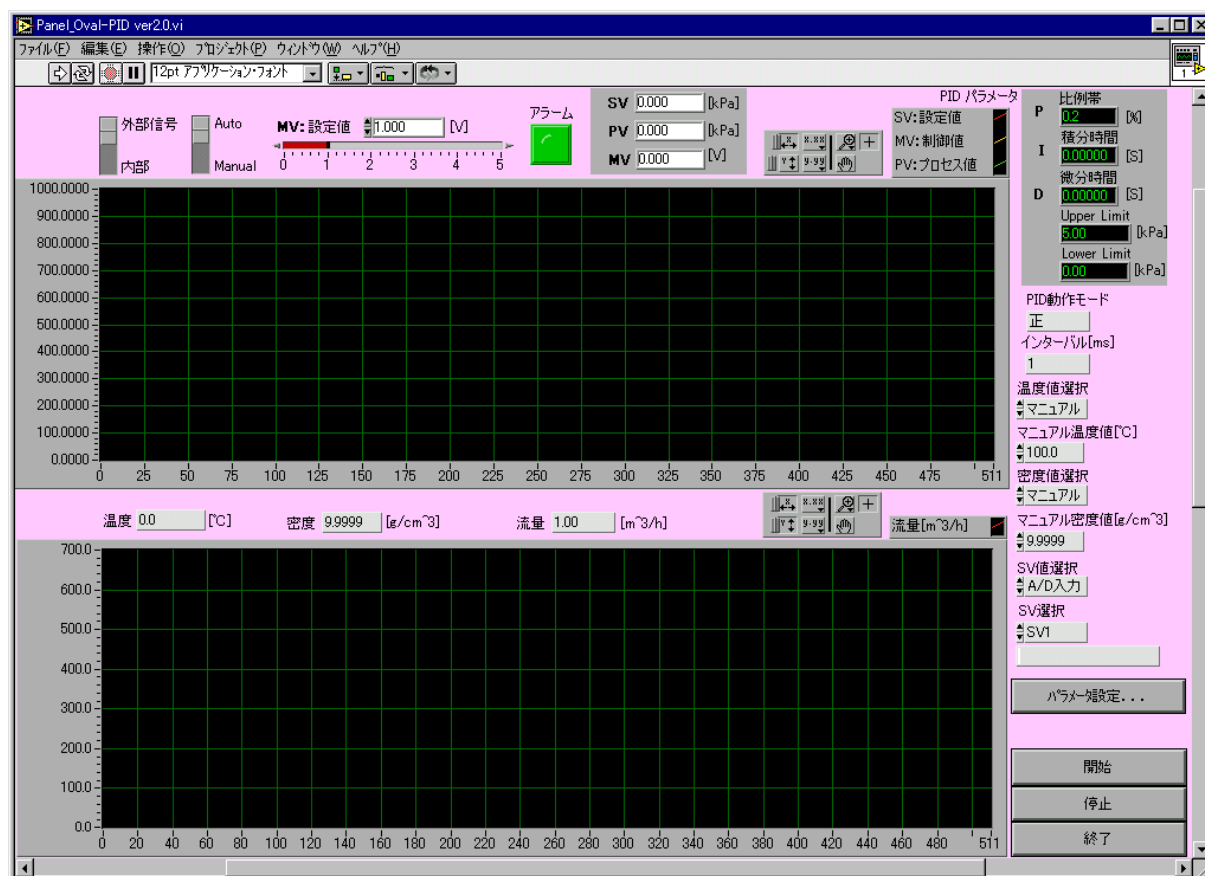 Panel_Oval-PID ver2.0.vi
ファイル(F) 編集(E) 操作(O) プロジェクト(P) ウィンドウ(W) ヘルプ(H)
12pt アプリケーション・フォント
1
外部信号
内部
Auto
Manual
MV: 設定値 1.000 [V]
0 1 2 3 4 5
アラーム
SV 0.000 [kPa]
PV 0.000 [kPa]
MV 0.000 [V]
X.XX
Y.YY
PID パラメータ
SV:設定値
MV:制御値
PV:プロセス値
比例帯
P 0.2 [%]
積分時間
I 0.00000 [S]
微分時間
D 0.00000 [S]
Upper Limit
5.00 [kPa]
Lower Limit
0.00 [kPa]
1000.0000
900.0000
800.0000
700.0000
600.0000
500.0000
400.0000
300.0000
200.0000
100.0000
0.0000
0 25 50 75 100 125 150 175 200 225 250 275 300 325 350 375 400 425 450 475 511
PID動作モード
正
インターバル[ms]
1
温度値選択
マニュアル
マニュアル温度値[℃]
100.0
密度値選択
マニュアル
マニュアル密度値[g/cm^3]
9.9999
SV値選択
A/D入力
SV選択
SV1
温度 0.0 [℃] 密度 9.9999 [g/cm^3] 流量 1.00 [m^3/h]
X.XX
Y.YY
流量[m^3/h]
700.0
600.0
500.0
400.0
300.0
200.0
100.0
0.0
0 20 40 60 80 100 120 140 160 180 200 220 240 260 280 300 320 340 360 380 400 420 440 460 480 511
パラメータ設定...
開始
停止
終了